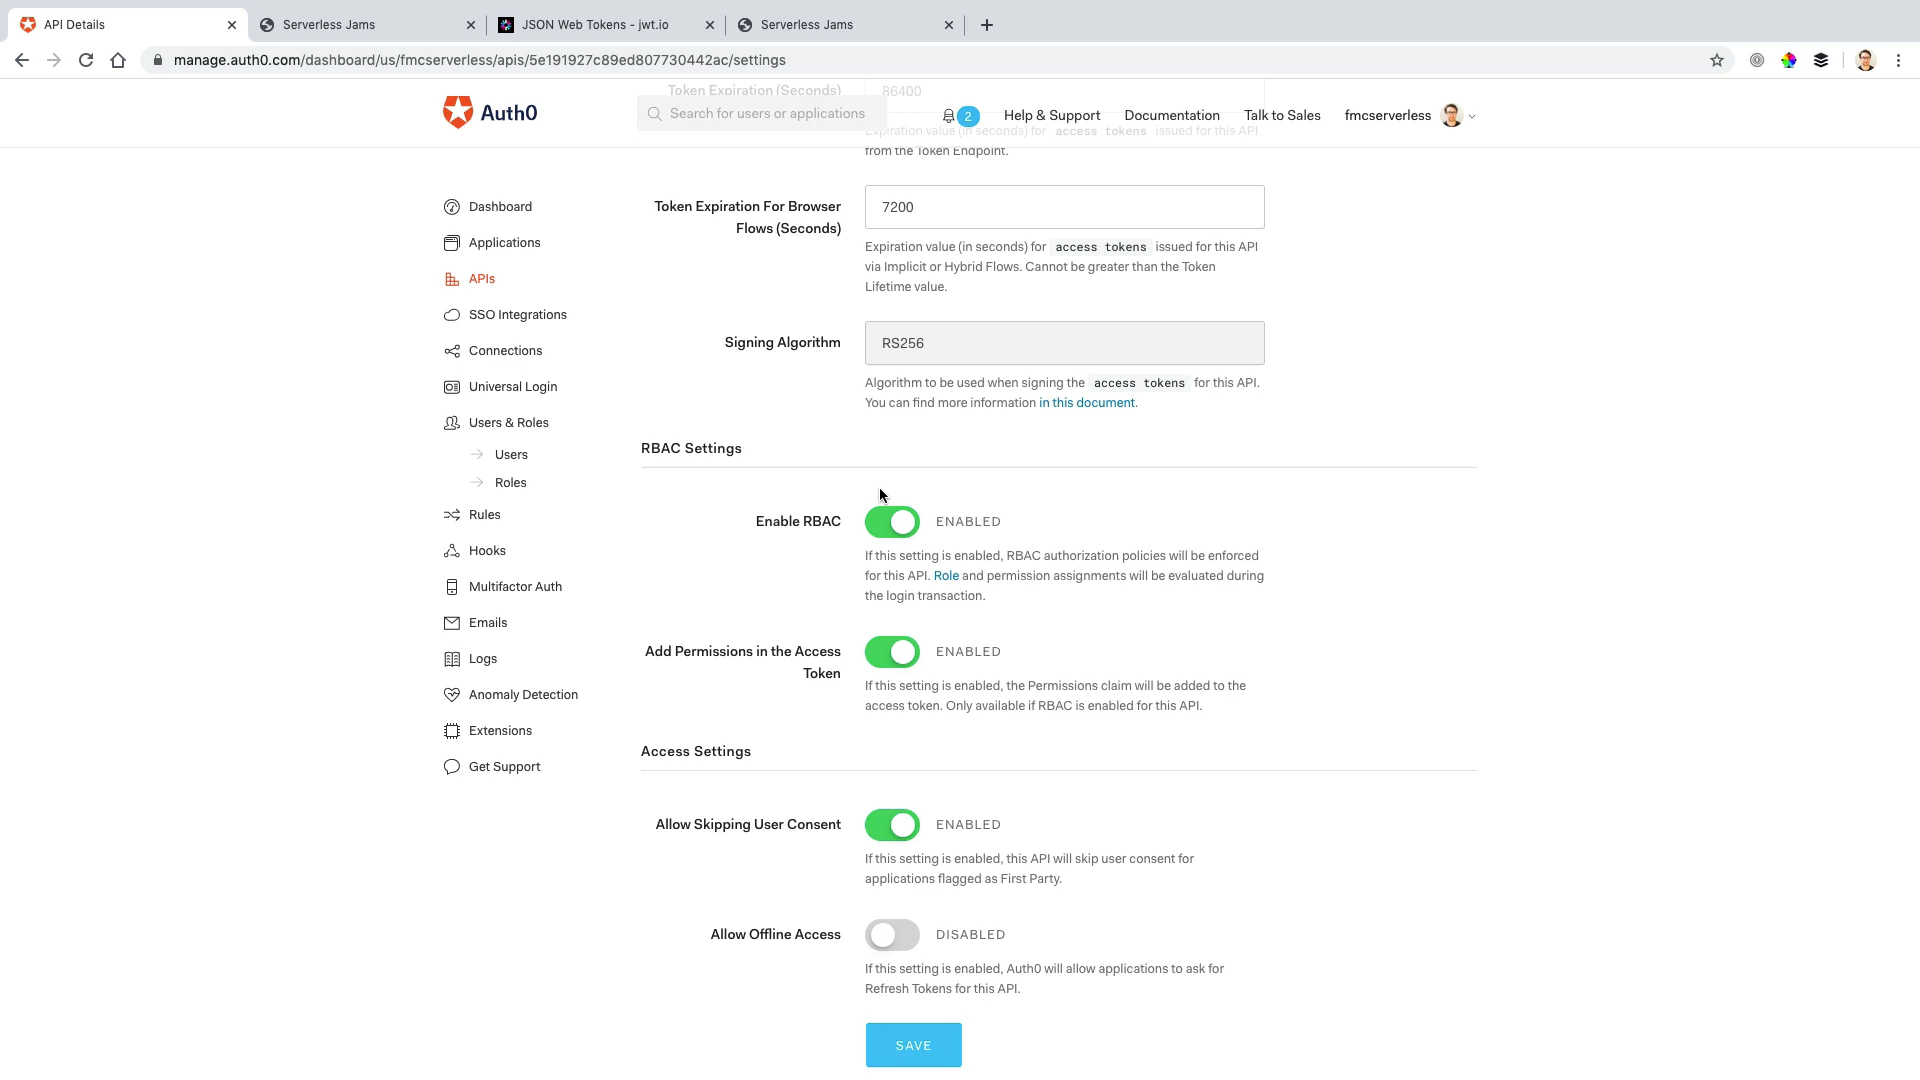 API Details
Serverless Jams
JSON Web Tokens - jwt.io
Serverless Jams
manage.auth0.com/dashboard/us/fmcserverless/apis/5e191927c89ed807730442ac/settings
Auth0
Search for users or applications
2
Help & Support
Documentation
Talk to Sales
fmcserverless
Token Expiration (Seconds)
86400
Expiration value (in seconds) for access tokens issued for this API
from the Token Endpoint.
Dashboard
Applications
APIs
SSO Integrations
Connections
Universal Login
Users & Roles
Users
Roles
Rules
Hooks
Multifactor Auth
Emails
Logs
Anomaly Detection
Extensions
Get Support
Token Expiration For Browser
Flows (Seconds)
7200
Expiration value (in seconds) for access tokens issued for this API
via Implicit or Hybrid Flows. Cannot be greater than the Token
Lifetime value.
Signing Algorithm
RS256
Algorithm to be used when signing the access tokens for this API.
You can find more information in this document.
RBAC Settings
Enable RBAC
ENABLED
If this setting is enabled, RBAC authorization policies will be enforced
for this API. Role and permission assignments will be evaluated during
the login transaction.
Add Permissions in the Access
Token
ENABLED
If this setting is enabled, the Permissions claim will be added to the
access token. Only available if RBAC is enabled for this API.
Access Settings
Allow Skipping User Consent
ENABLED
If this setting is enabled, this API will skip user consent for
applications flagged as First Party.
Allow Offline Access
DISABLED
If this setting is enabled, Auth0 will allow applications to ask for
Refresh Tokens for this API.
SAVE